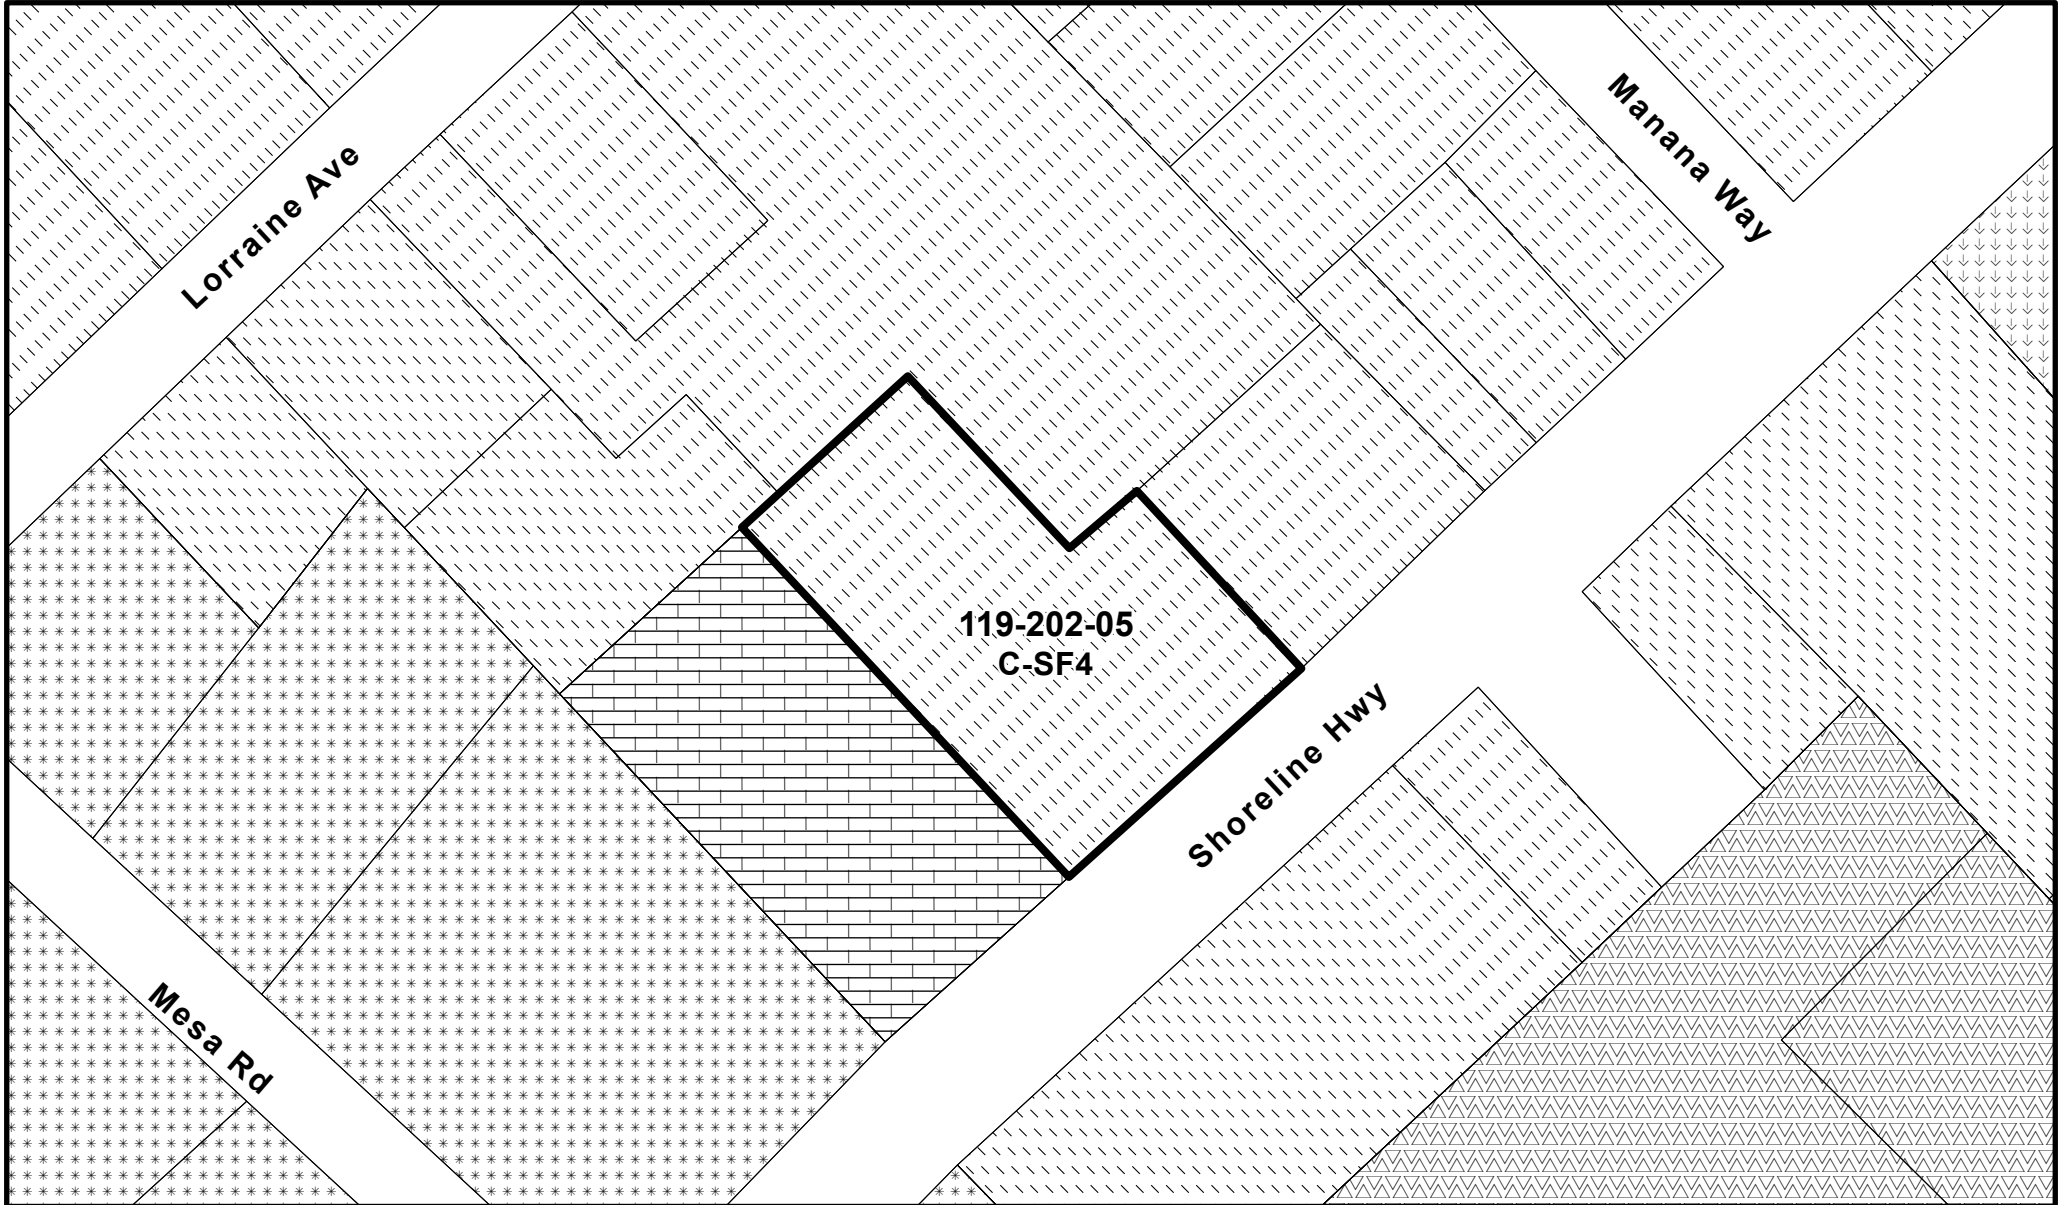 Manana Way
Lorraine Ave
119-202-05
C-SF4
Shoreline Hwy
Mesa Rd